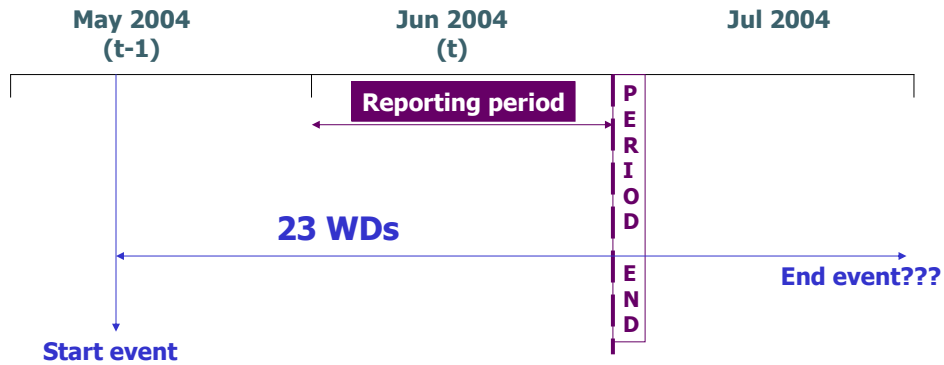 May 2004
(t-1)
Jun 2004
(t)
Jul 2004
Reporting period
PERIOD END
23 WDs
End event???
Start event